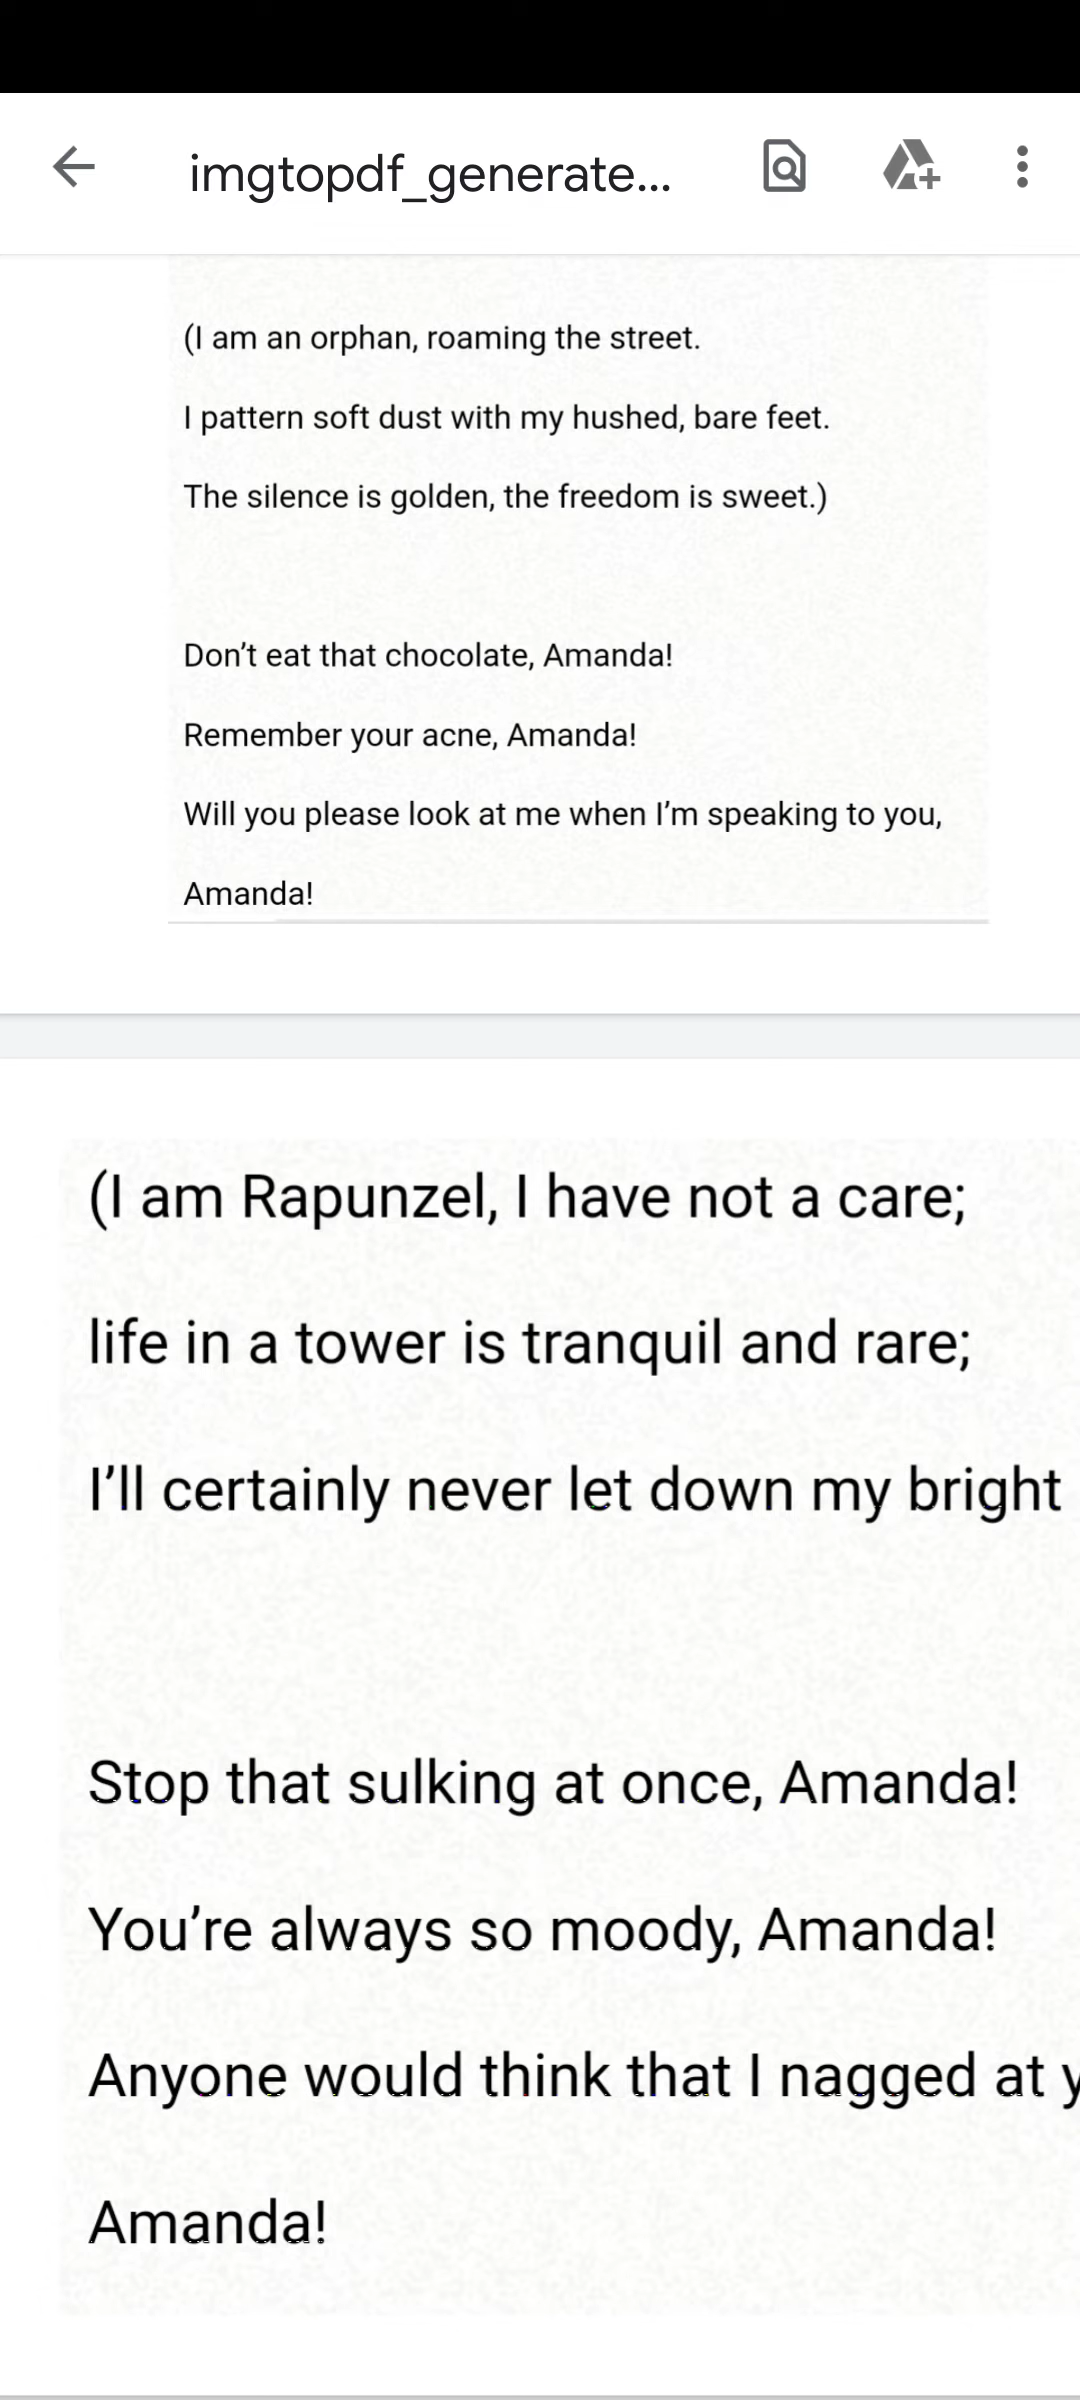 imgtopdf_generate...
(I am an orphan, roaming the street.
I pattern soft dust with my hushed, bare feet.
The silence is golden, the freedom is sweet.)
Don’t eat that chocolate, Amanda!
Remember your acne, Amanda!
Will you please look at me when I’m speaking to you,
Amanda!
(I am Rapunzel, I have not a care;
life in a tower is tranquil and rare;
I’ll certainly never let down my bright
Stop that sulking at once, Amanda!
You’re always so moody, Amanda!
Anyone would think that I nagged at
Amanda!